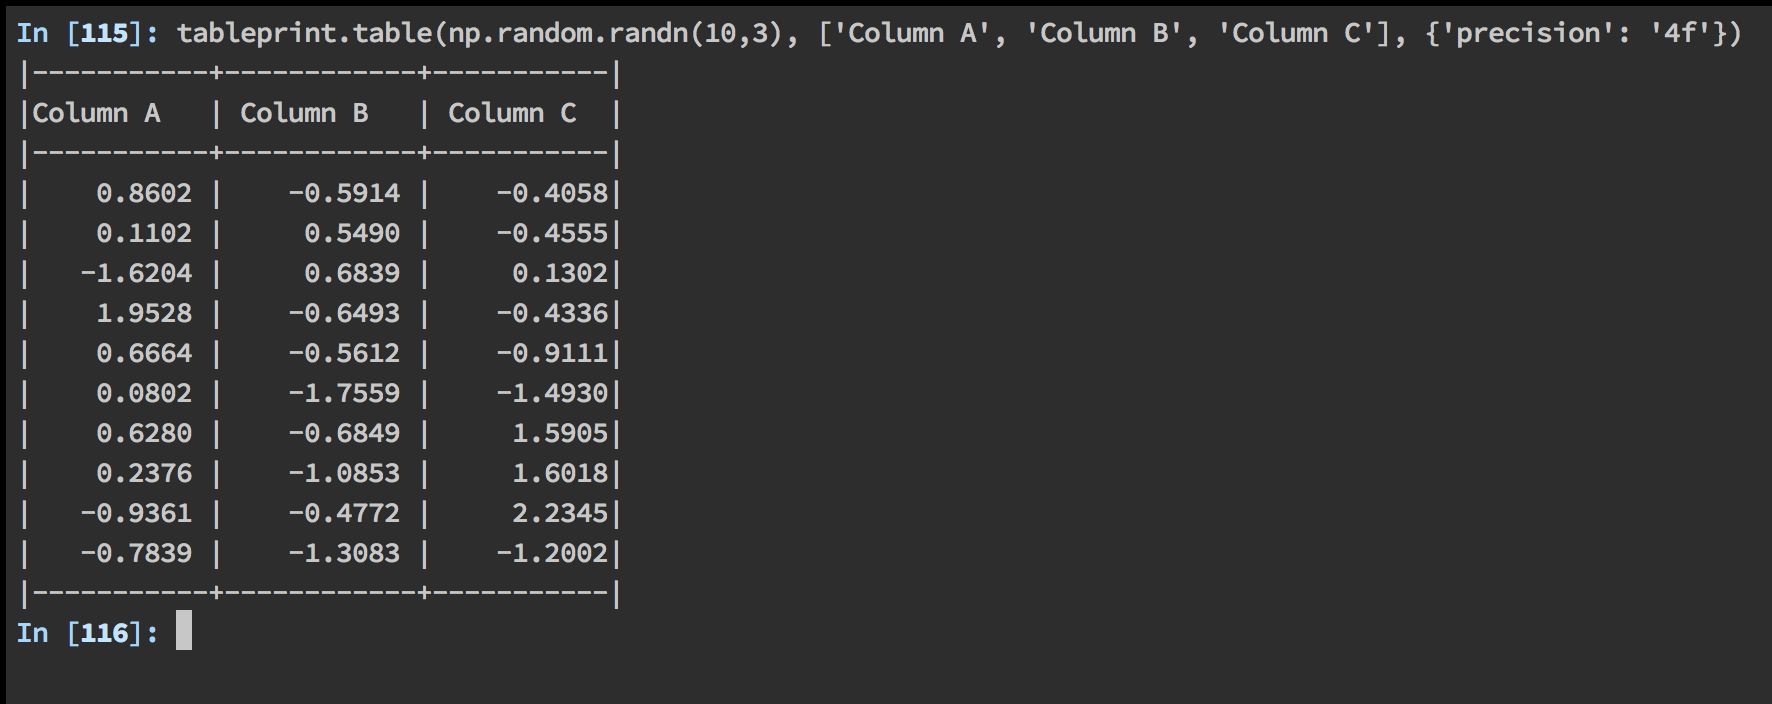 In [115]: tableprint.table(np.random.randn(10,3), ['Column A', 'Column B', 'Column C'], {'precision': '4f'})
|-----------+------------+-----------|
|Column A   | Column B   | Column C  |
|-----------+------------+-----------|
|    0.8602 |    -0.5914 |    -0.4058|
|    0.1102 |     0.5490 |    -0.4555|
|   -1.6204 |     0.6839 |     0.1302|
|    1.9528 |    -0.6493 |    -0.4336|
|    0.6664 |    -0.5612 |    -0.9111|
|    0.0802 |    -1.7559 |    -1.4930|
|    0.6280 |    -0.6849 |     1.5905|
|    0.2376 |    -1.0853 |     1.6018|
|   -0.9361 |    -0.4772 |     2.2345|
|   -0.7839 |    -1.3083 |    -1.2002|
|-----------+------------+-----------|
In [116]: